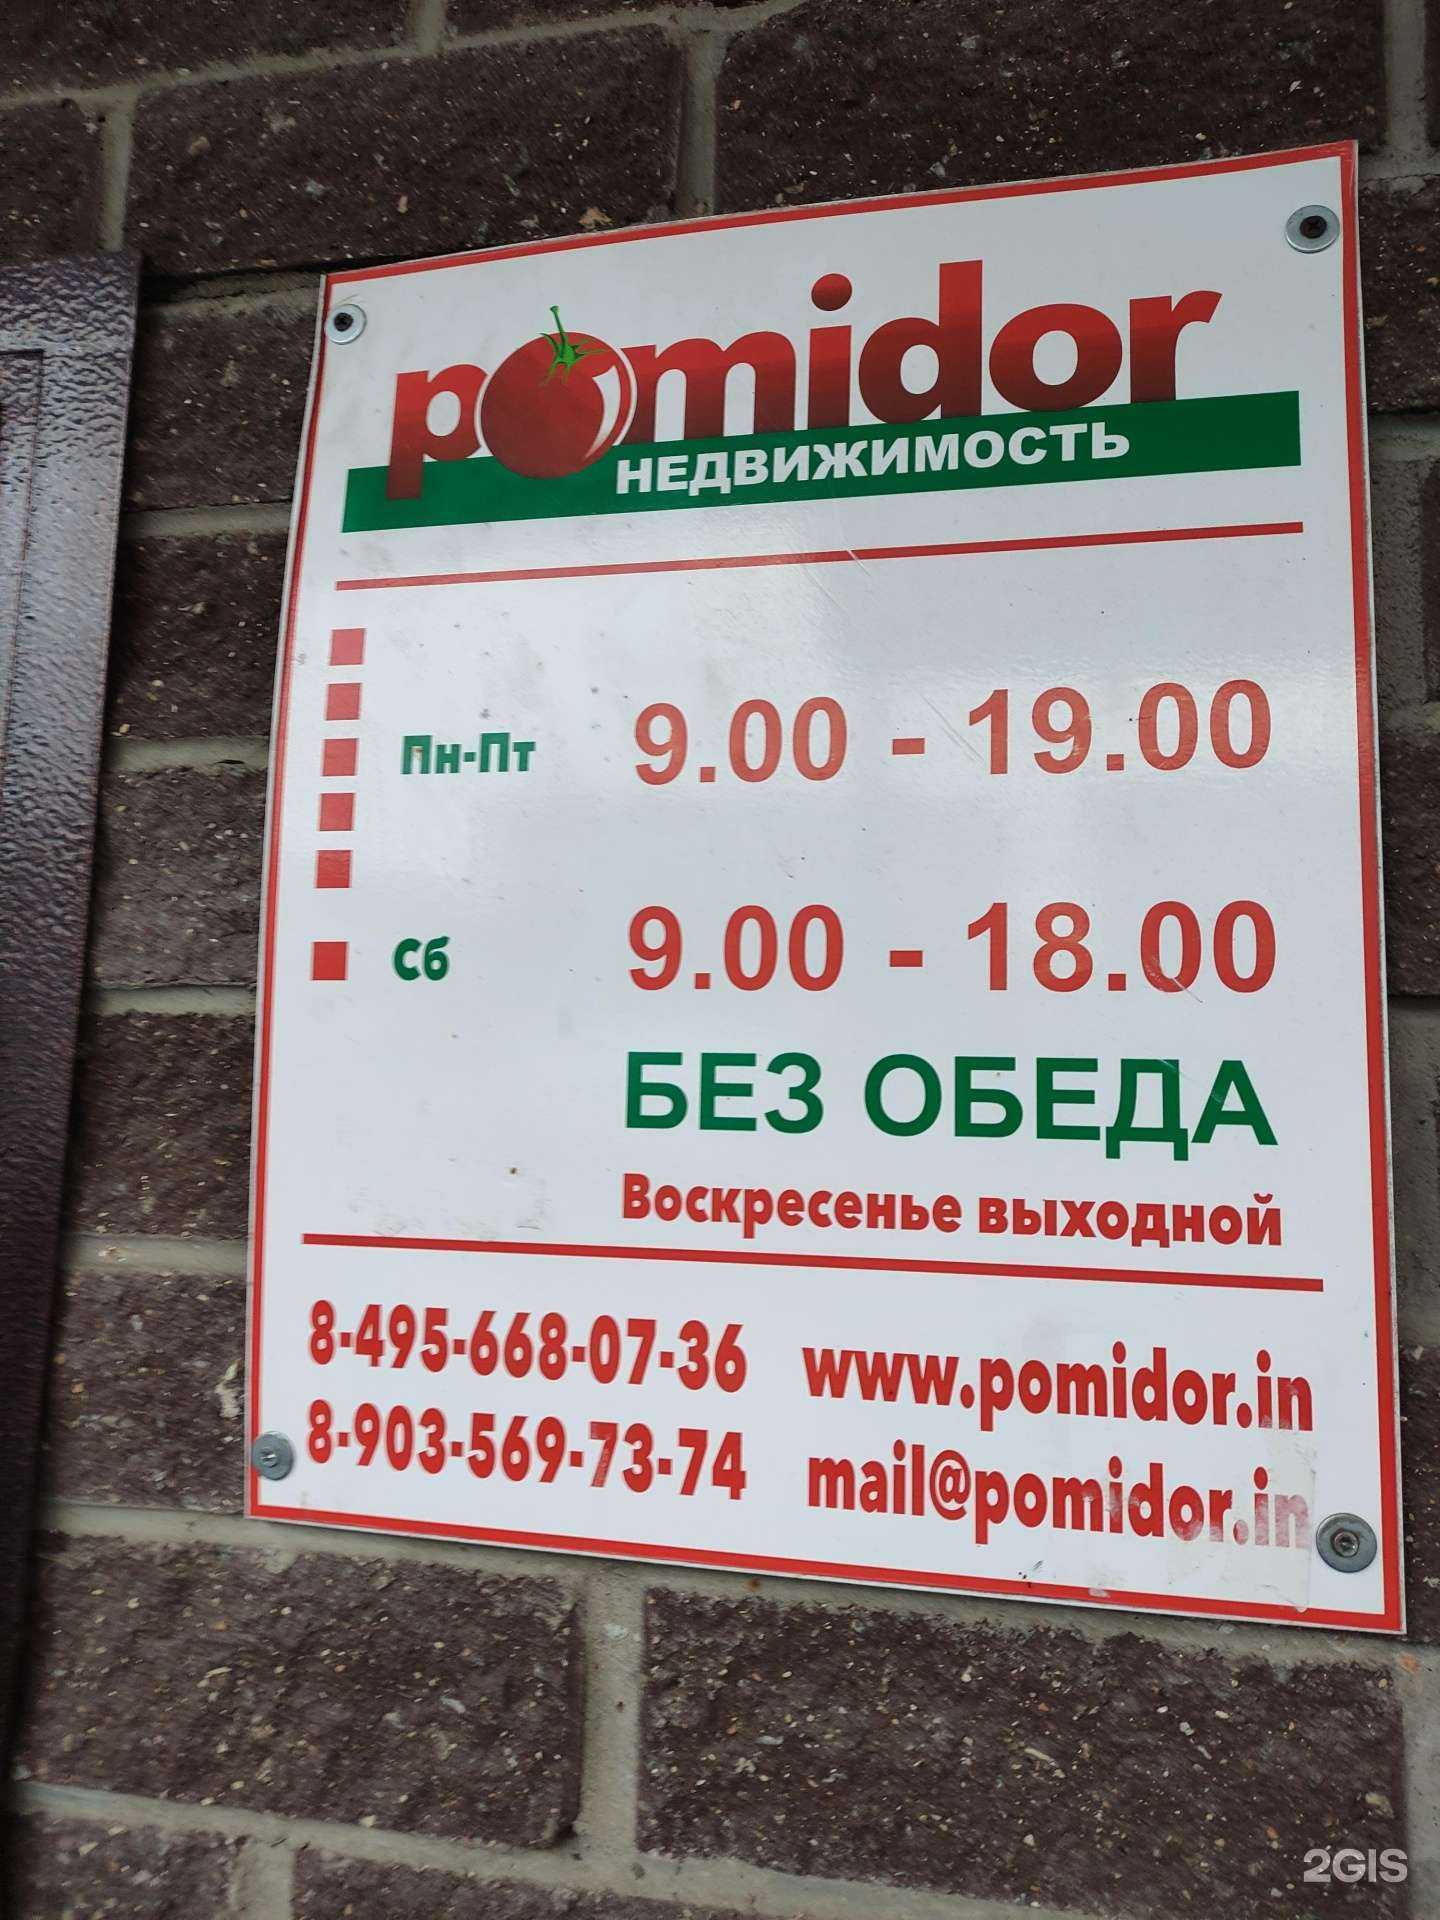 pomidor
НЕДВИЖИМОСТЬ
Пн-Пт 9.00 - 19.00
Сб 9.00 - 18.00
БЕЗ ОБЕДА
Воскресенье выходной
8-495-668-07-36 www.pomidor.in
8-903-569-73-74 mail@pomidor.in
2GIS